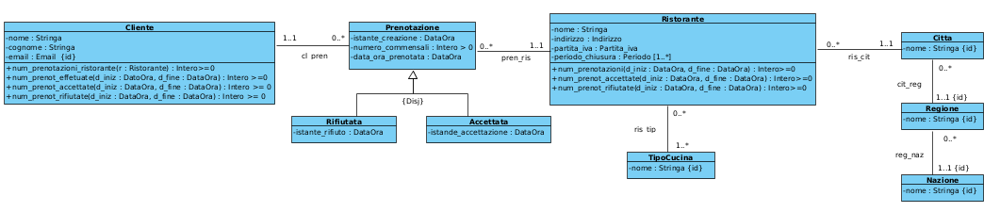 Cliente
-nome : Stringa
-cognome : Stringa
-email : Email {id}
+num_prenotazioni_ristorante(r : Ristorante) : Intero>=0
+num_prenot_effetuate(d_iniz : DatoOra, d_fine : DataOra) : Intero >=0
+num_prenot_accettate(d_iniz : DataOra, d_fine : DataOra) : Intero >= 0
+num_prenot_rifiutate(d_iniz : DataOra, d_fine : DataOra) : Intero >= 0
1..1
0..*
cl_pren
Prenotazione
-istante_creazione : DataOra
-numero_commensali : Intero > 0
-data_ora_prenotata : DataOra
{Disj}
Rifiutata
-istante_rifiuto : DataOra
Accettata
-istande_accettazione : DataOra
0..*
1..1
pren_ris
Ristorante
-nome : Stringa
-indirizzo : Indirizzo
-partita_iva : Partita_iva
-periodo_chiusura : Periodo [1..*]
+num_prenotazioni(d_iniz : DataOra, d_fine : DataOra) : Intero>=0
+num_prenot_accettate(d_iniz : DataOra, d_fine : DataOra) : Intero>=0
+num_prenot_rifiutate(d_iniz : DataOra, d_fine : DataOra) : Intero>=0
0..*
ris_tip
1..*
TipoCucina
-nome : Stringa {id}
0..*
1..1
ris_cit
Citta
-nome : Stringa {id}
0..*
cit_reg
1..1 {id}
Regione
-nome : Stringa {id}
0..*
reg_naz
1..1 {id}
Nazione
-nome : Stringa {id}